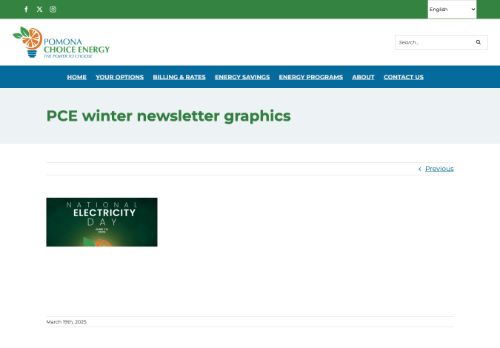 English
POMONA
CHOICE ENERGY
THE POWER TO CHOOSE
Search...
HOME YOUR OPTIONS BILLING & RATES ENERGY SAVINGS ENERGY PROGRAMS ABOUT CONTACT US
PCE winter newsletter graphics
Previous
NATIONAL
ELECTRICITY
DAY
March 19th, 2025